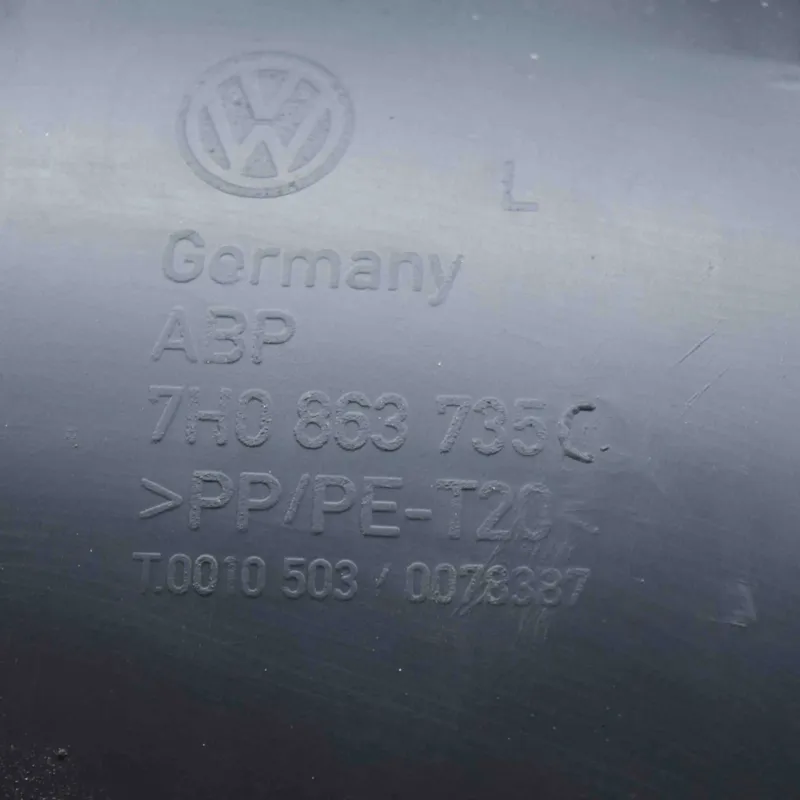 L
Germany
ABP
7H0 863 735 C
>PP/PE-T20<
T.0010 503 / 0078387